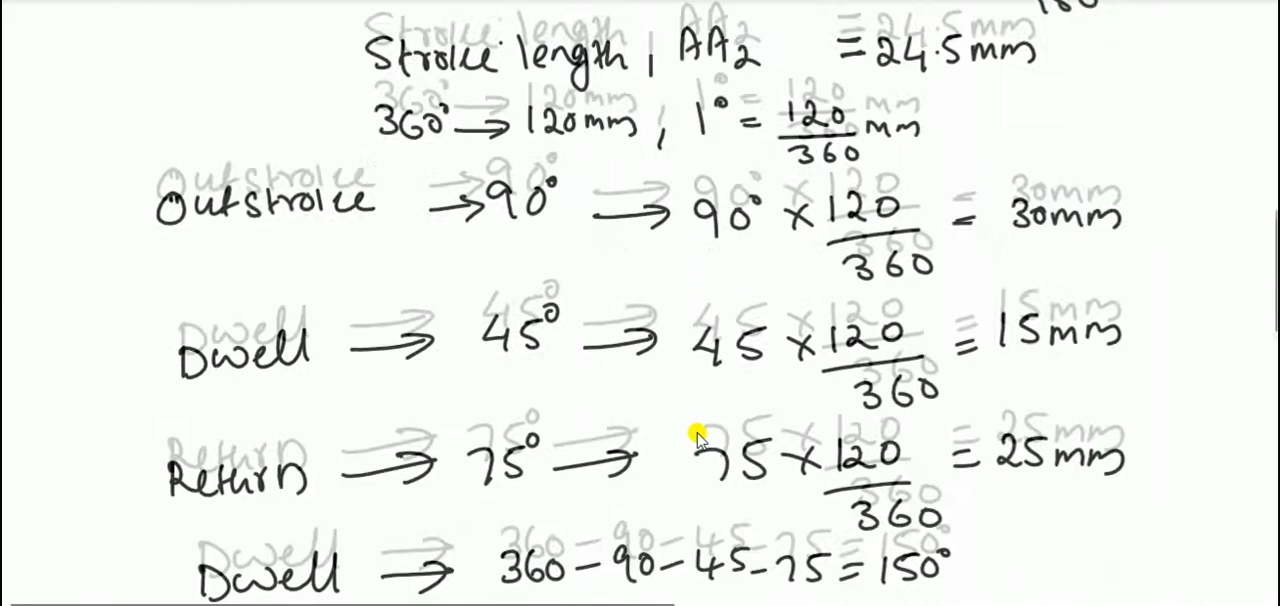 Stroke length, AA2 = 24.5mm
360° → 120mm, 1° = 120/360 mm
Outstroke → 90° → 90° × 120/360 = 30mm
Dwell → 45° → 45 × 120/360 = 15mm
Return → 75° → 75 × 120/360 = 25mm
Dwell → 360-90-45-75 = 150°